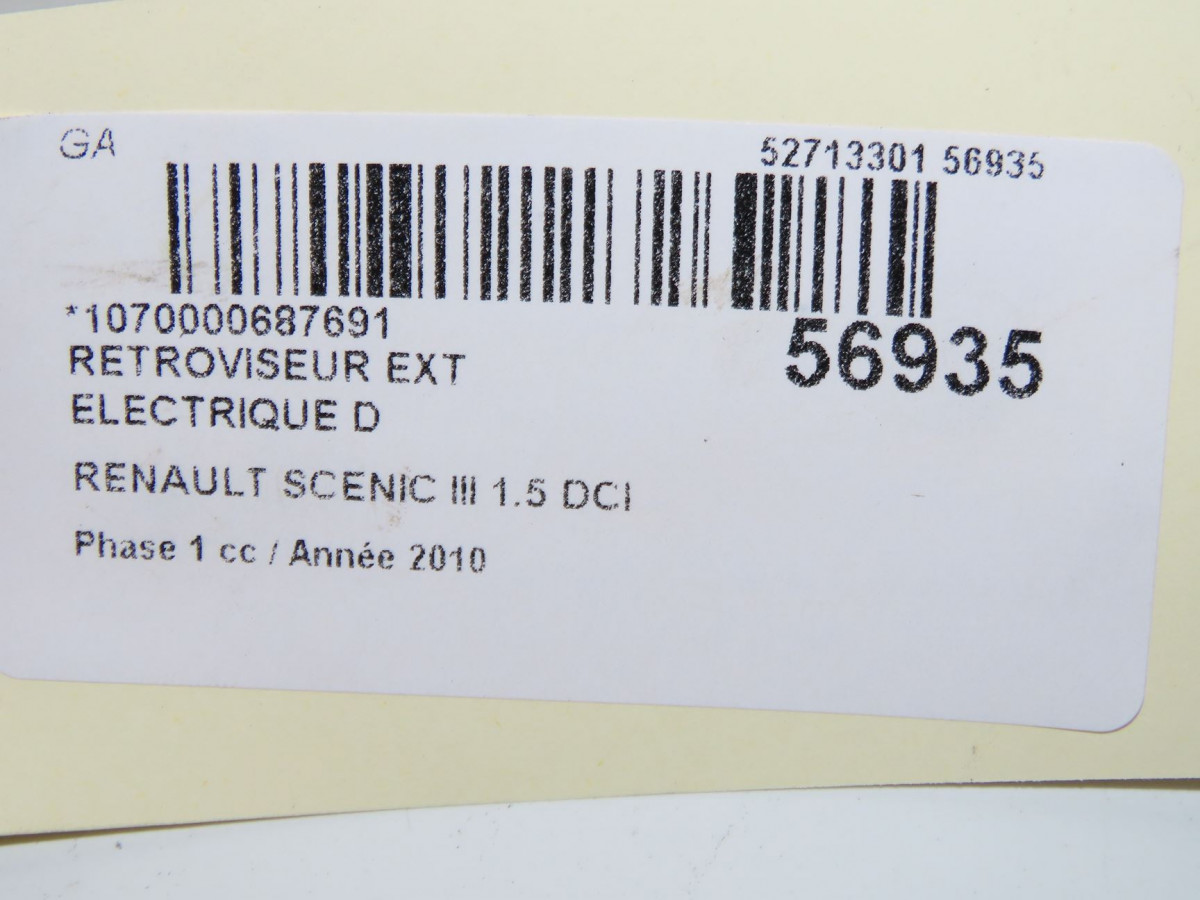 GA
52713301 56935
*1070000687691
56935
RETROVISEUR EXT
ELECTRIQUE D
RENAULT SCENIC III 1.5 DCI
Phase 1 cc / Année 2010